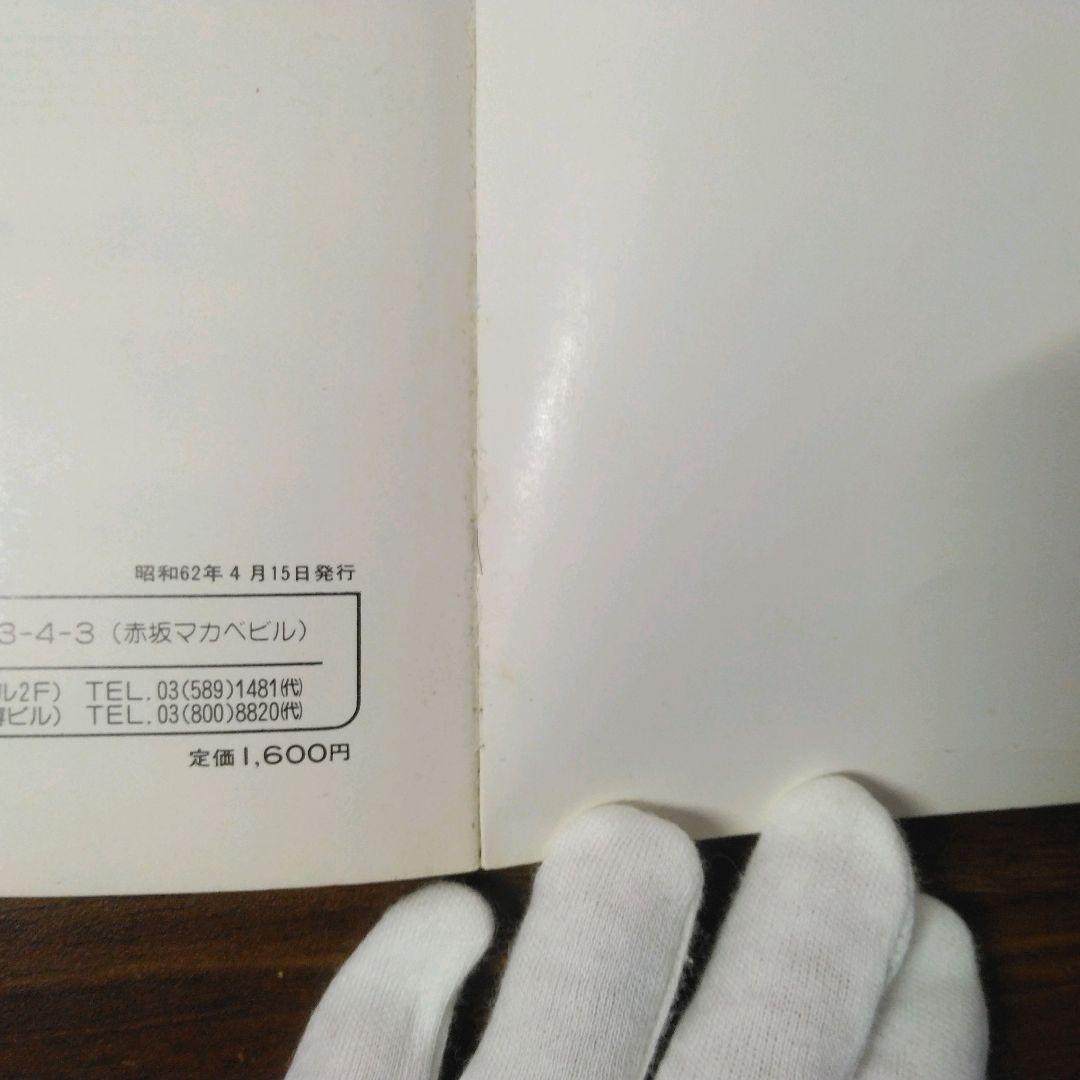 昭和62年4月15日発行
3-4-3（赤坂マカベビル）
ル2F） TEL.03(589)1481㈹
ビル） TEL.03(800)8820㈹
定価1,600円